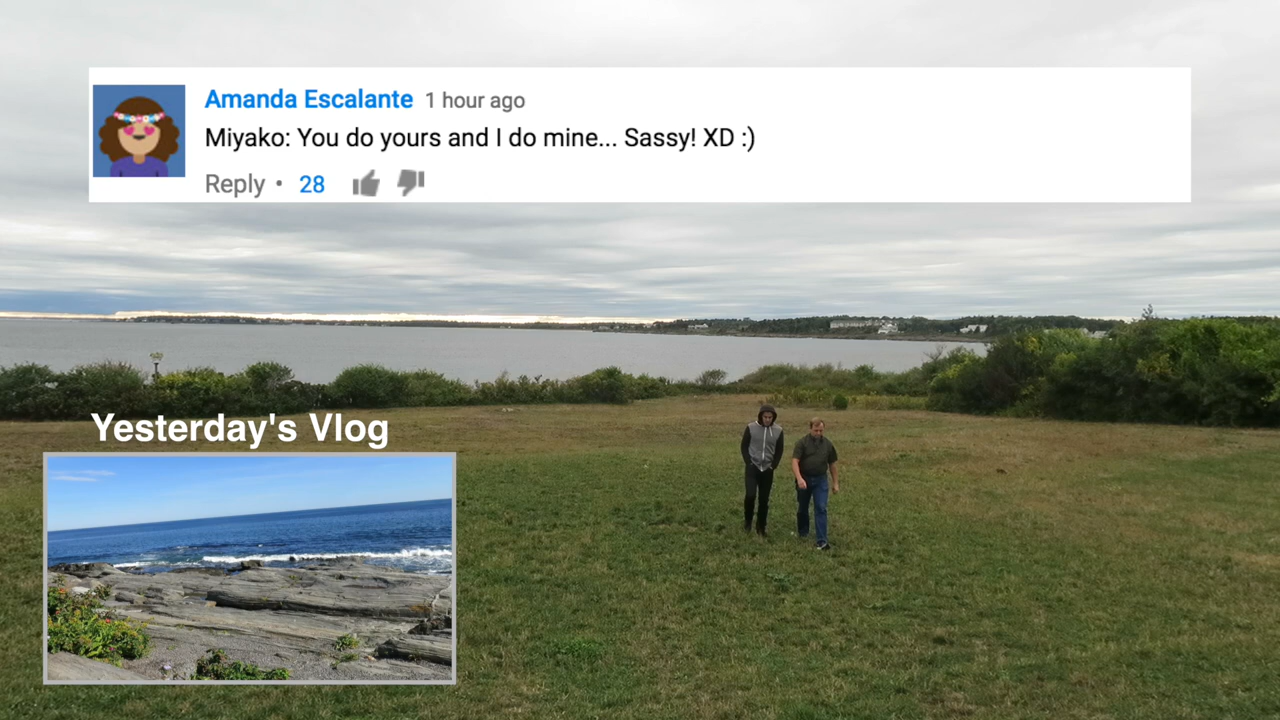 Amanda Escalante 1 hour ago
Miyako: You do yours and I do mine... Sassy! XD :)
Reply • 28
Yesterday's Vlog